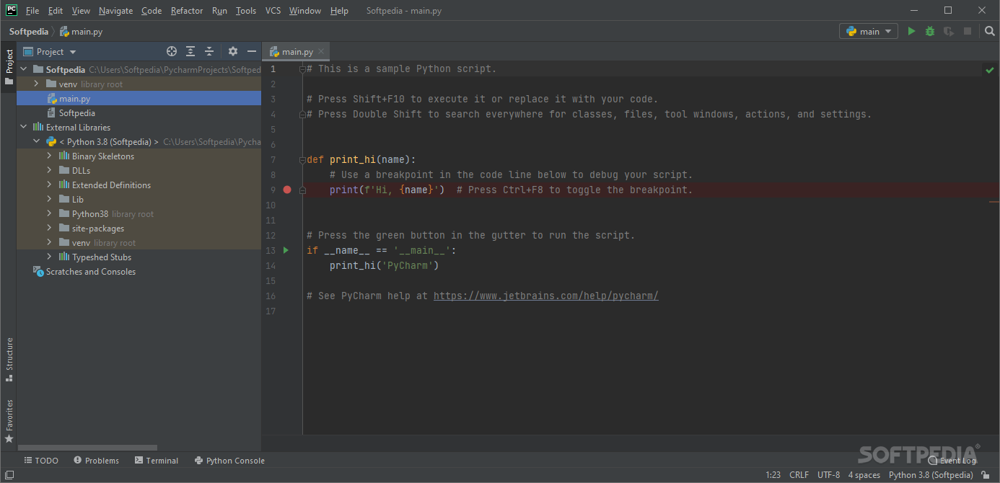 PC File Edit View Navigate Code Refactor Run Tools VCS Window Help Softpedia - main.py
Softpedia main.py main
Project
Project
main.py
Softpedia C:\Users\Softpedia\PycharmProjects\Softped
venv library root
main.py
Softpedia
External Libraries
< Python 3.8 (Softpedia) > C:\Users\Softpedia\Pycha
Binary Skeletons
DLLs
Extended Definitions
Lib
Python38 library root
site-packages
venv library root
Typeshed Stubs
Scratches and Consoles
Structure
Favorites
1 # This is a sample Python script.
2
3 # Press Shift+F10 to execute it or replace it with your code.
4 # Press Double Shift to search everywhere for classes, files, tool windows, actions, and settings.
5
6
7 def print_hi(name):
8     # Use a breakpoint in the code line below to debug your script.
9     print(f'Hi, {name}')  # Press Ctrl+F8 to toggle the breakpoint.
10
11
12 # Press the green button in the gutter to run the script.
13 if __name__ == '__main__':
14     print_hi('PyCharm')
15
16 # See PyCharm help at https://www.jetbrains.com/help/pycharm/
17
SOFTPEDIA®
TODO Problems Terminal Python Console Event Log
1:23 CRLF UTF-8 4 spaces Python 3.8 (Softpedia)